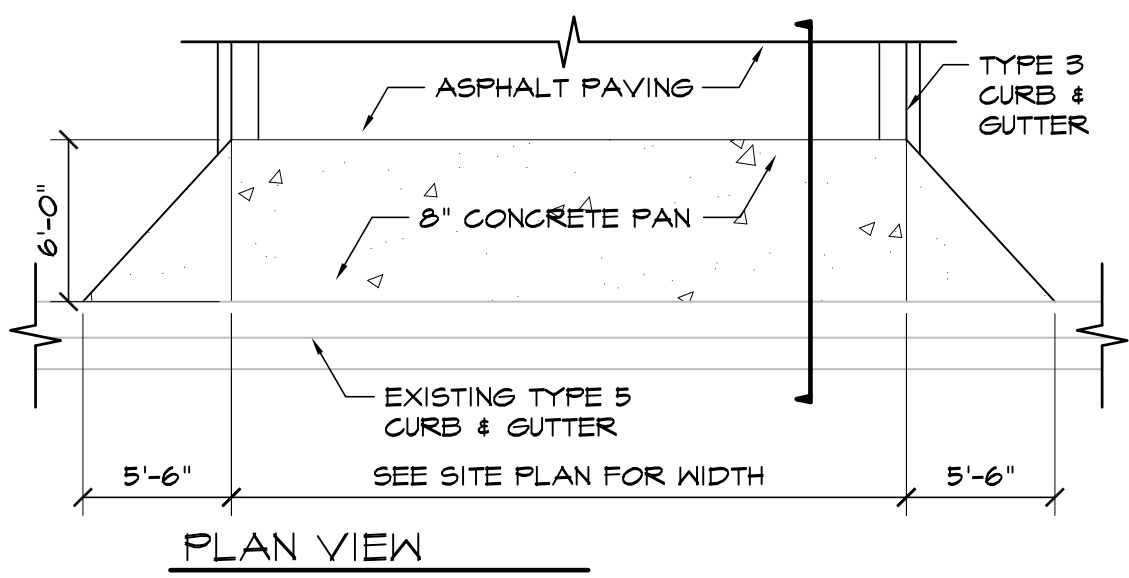 ASPHALT PAVING
TYPE 3
CURB &
GUTTER
6'-0"
8" CONCRETE PAN
EXISTING TYPE 5
CURB & GUTTER
5'-6"
SEE SITE PLAN FOR WIDTH
5'-6"
PLAN VIEW